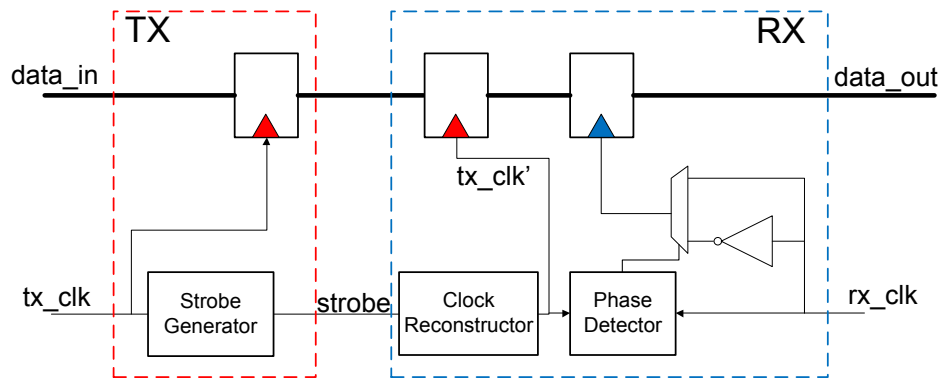 TX
RX
data_in
data_out
tx_clk’
tx_clk
Strobe
Generator
strobe
Clock
Reconstructor
Phase
Detector
rx_clk